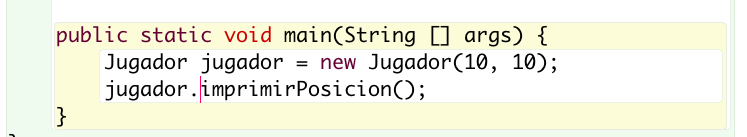 public static void main(String [] args) {
Jugador jugador = new Jugador(10, 10);
jugador.imprimirPosicion();
}